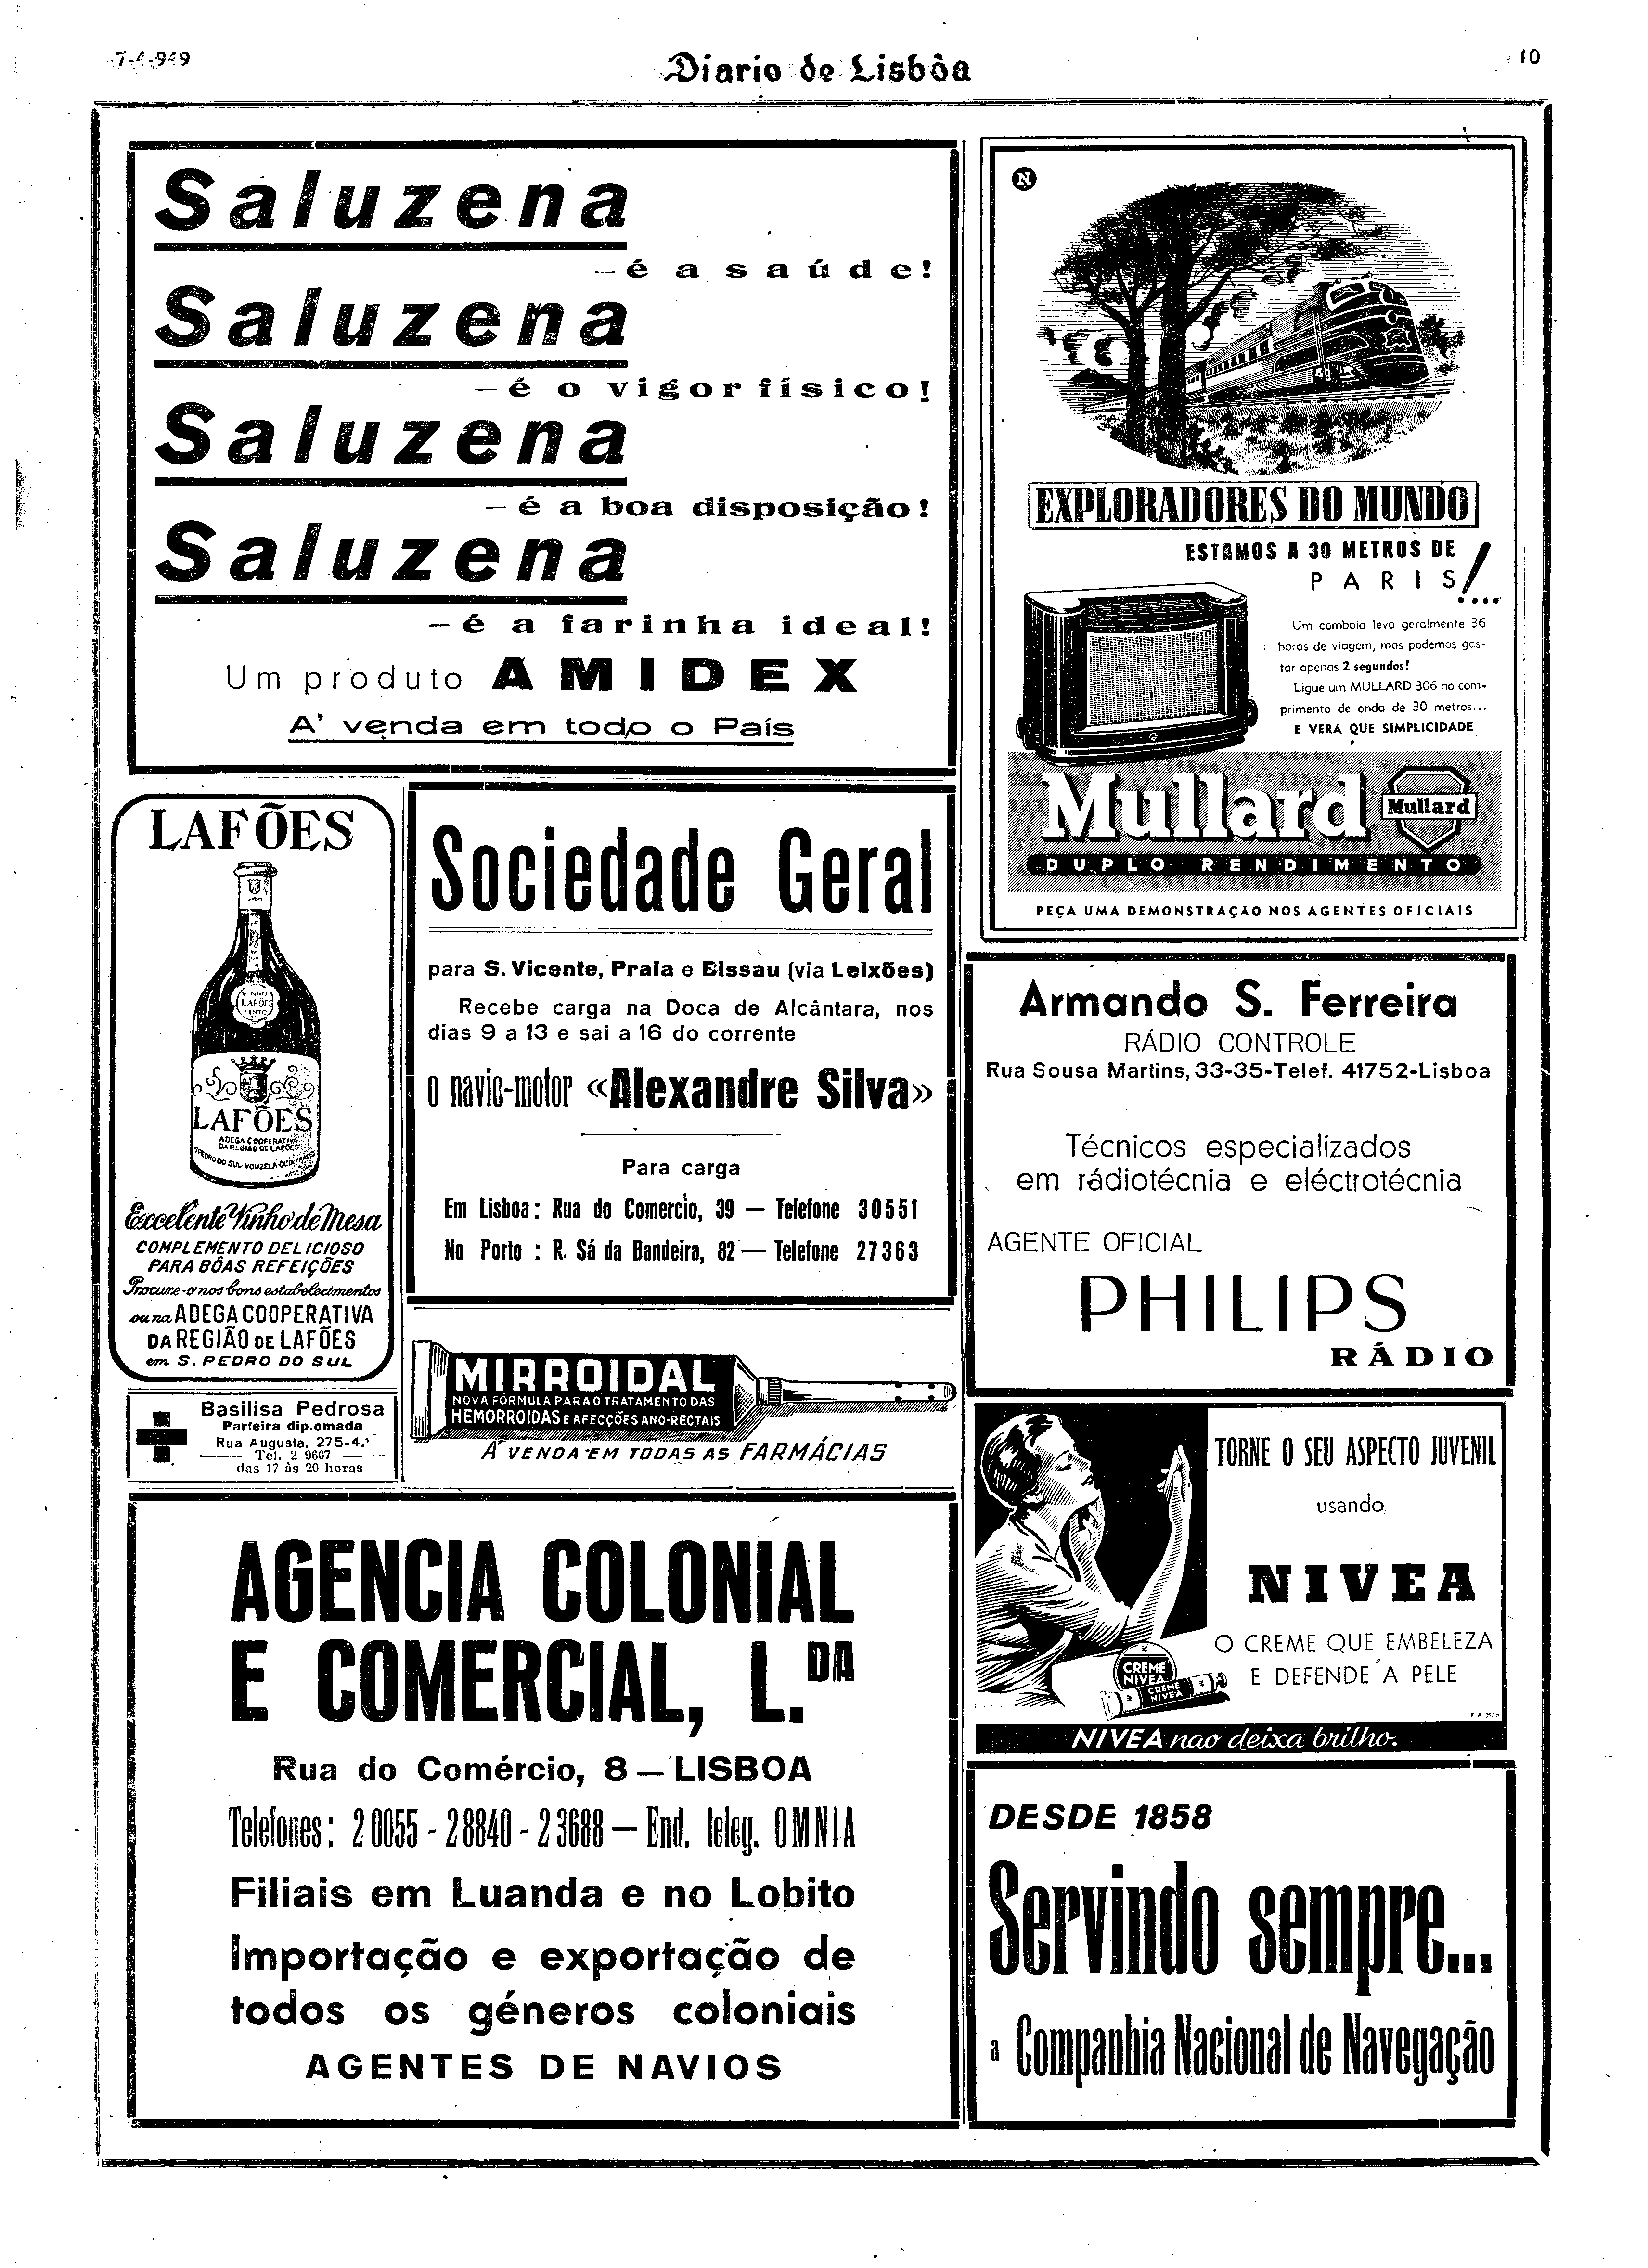 7-4-949
Diario de Lisbôa
10
Saluzena
— é a saúde!
Saluzena
— é o vigor físico!
Saluzena
— é a boa disposição!
Saluzena
— é a farinha ideal!
Um produto AMIDEX
A' venda em todo o País
N
EXPLORADORES DO MUNDO
ESTAMOS A 30 METROS DE
PARIS!...
Um comboio leva geralmente 36
horas de viagem, mas podemos gas-
tar apenas 2 segundos!
Ligue um MULLARD 306 no com-
primento de onda de 30 metros...
E VERÁ QUE SIMPLICIDADE
Mullard
Mullard
DUPLO RENDIMENTO
PEÇA UMA DEMONSTRAÇÃO NOS AGENTES OFICIAIS
LAFÕES
LAFÕES
LAFÕES
ADEGA COOPERATIVA
DA REGIÃO DE LAFÕES
Excelente Vinho de Mesa
COMPLEMENTO DELICIOSO
PARA BÔAS REFEIÇÕES
Procure-o nos bons estabelecimentos
ou na ADEGA COOPERATIVA
DA REGIÃO DE LAFÕES
em S. PEDRO DO SUL
Sociedade Geral
para S. Vicente, Praia e Bissau (via Leixões)
Recebe carga na Doca de Alcântara, nos
dias 9 a 13 e sai a 16 do corrente
o navio-motor «Alexandre Silva»
Para carga
Em Lisboa: Rua do Comercio, 39 — Telefone 30551
No Porto : R. Sá da Bandeira, 82 — Telefone 27363
Armando S. Ferreira
RÁDIO CONTROLE
Rua Sousa Martins, 33-35-Telef. 41752-Lisboa
Técnicos especializados
em rádiotécnia e eléctrotécnia
AGENTE OFICIAL
PHILIPS
RÁDIO
Basilisa Pedrosa
Parteira dip.omada
Rua Augusta, 275-4.º
Tel. 2 9607
das 17 às 20 horas
MIRROIDAL
NOVA FÓRMULA PARA O TRATAMENTO DAS
HEMORROIDAS E AFECÇÕES ANO-RECTAIS
A' VENDA EM TODAS AS FARMÁCIAS
TORNE O SEU ASPECTO JUVENIL
usando
NIVEA
O CREME QUE EMBELEZA
E DEFENDE A PELE
CREME
NIVEA
CREME
NIVEA
NIVEA nao deixa brilho.
AGENCIA COLONIAL
E COMERCIAL, L.DA
Rua do Comércio, 8 — LISBOA
Telefones: 20055 - 28840 - 23688 — End. teleg. OMNIA
Filiais em Luanda e no Lobito
Importação e exportação de
todos os géneros coloniais
AGENTES DE NAVIOS
DESDE 1858
Servindo sempre...
a Companhia Nacional de Navegação